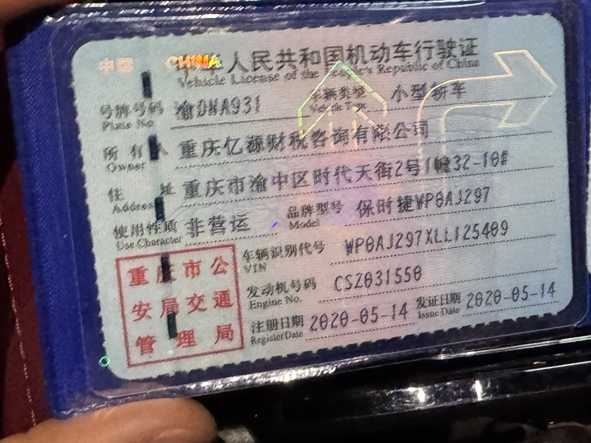 中国 CHINA 人民共和国机动车行驶证
Vehicle License of the People's Republic of China
号牌号码 渝DNA931 车辆类型 小型轿车
Plate No. Vehicle Type
所有人 重庆亿源财税咨询有限公司
Owner
住址 重庆市渝中区时代天街2号1幢32-10#
Address
使用性质 非营运 品牌型号 保时捷WP0AJ297
Use Character Model
车辆识别代号 WP0AJ297XLL125409
VIN
重庆市公
安局交通
管理局
发动机号码 CSZ031550
Engine No.
注册日期 2020-05-14 发证日期 2020-05-14
Register Date Issue Date